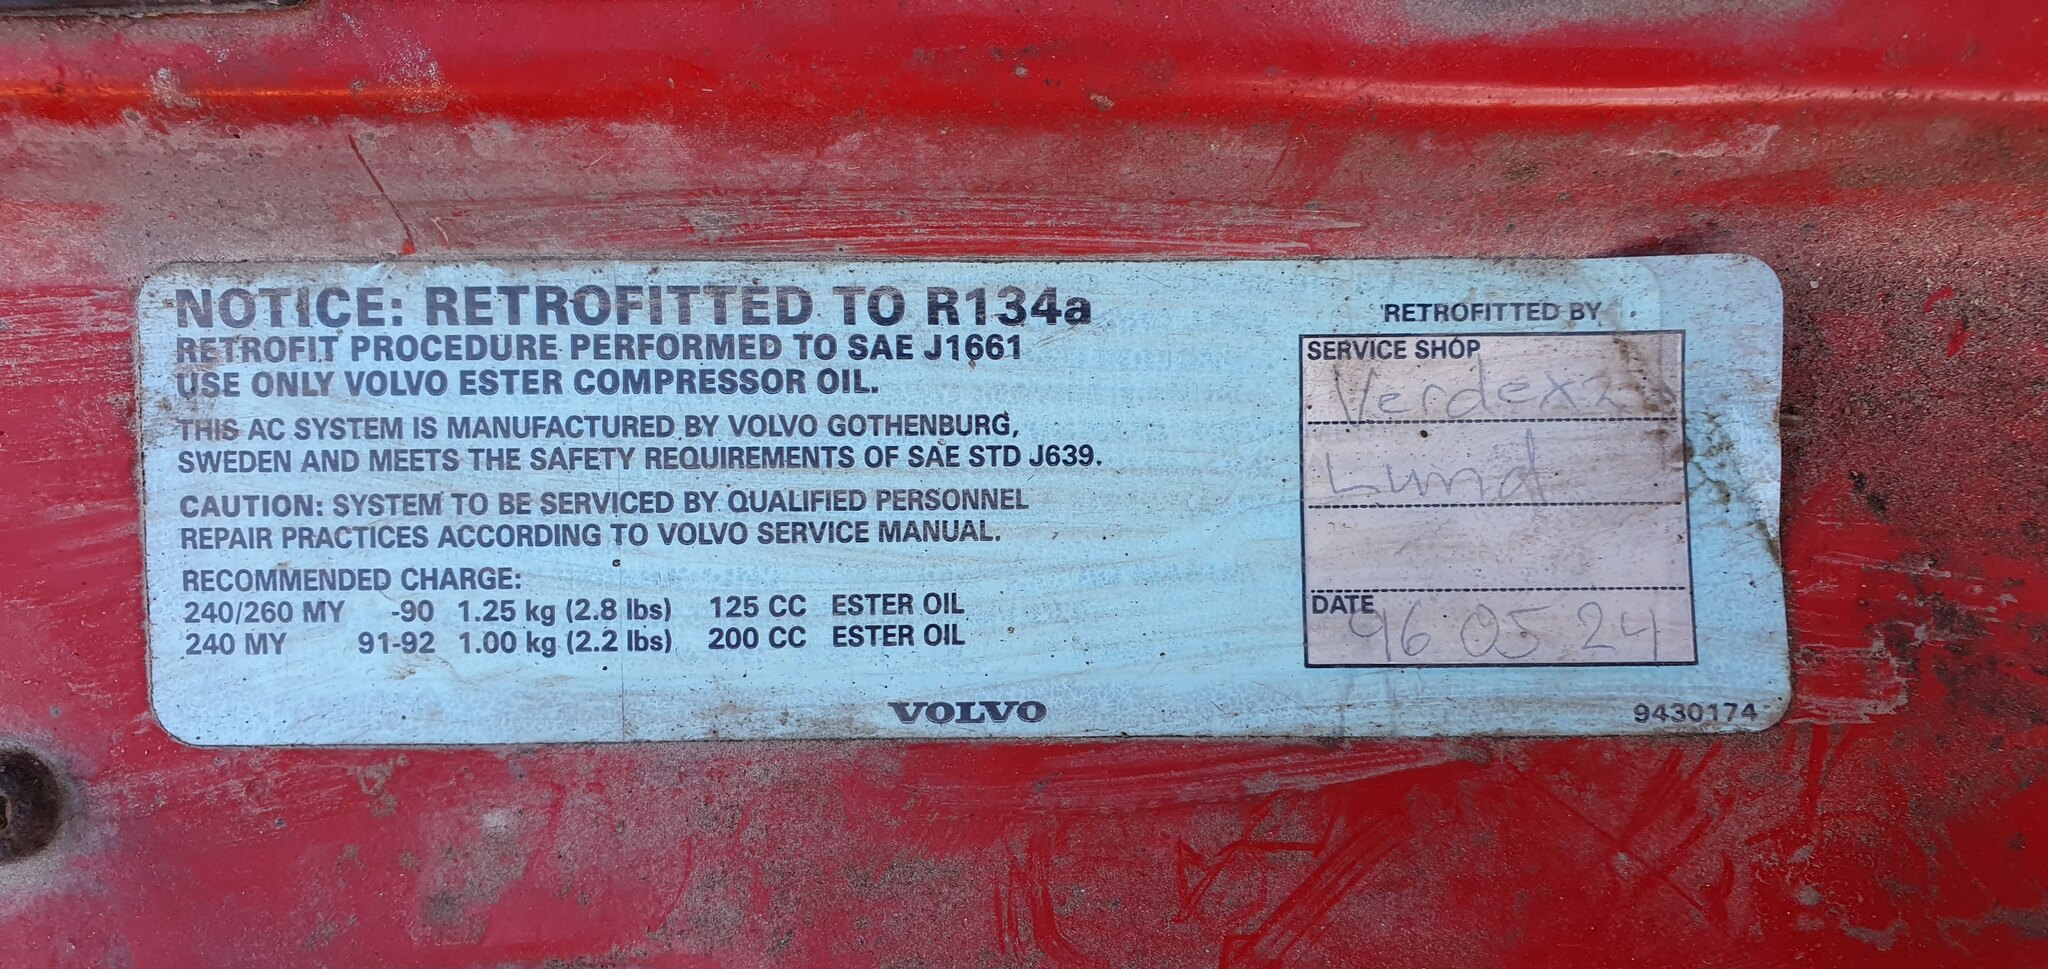 NOTICE: RETROFITTED TO R134a
RETROFIT PROCEDURE PERFORMED TO SAE J1661
USE ONLY VOLVO ESTER COMPRESSOR OIL.
THIS AC SYSTEM IS MANUFACTURED BY VOLVO GOTHENBURG,
SWEDEN AND MEETS THE SAFETY REQUIREMENTS OF SAE STD J639.
CAUTION: SYSTEM TO BE SERVICED BY QUALIFIED PERSONNEL
REPAIR PRACTICES ACCORDING TO VOLVO SERVICE MANUAL.
RECOMMENDED CHARGE:
240/260 MY -90 1.25 kg (2.8 lbs) 125 CC ESTER OIL
240 MY 91-92 1.00 kg (2.2 lbs) 200 CC ESTER OIL
VOLVO
RETROFITTED BY
SERVICE SHOP
Lund
DATE
96 05 24
9430174